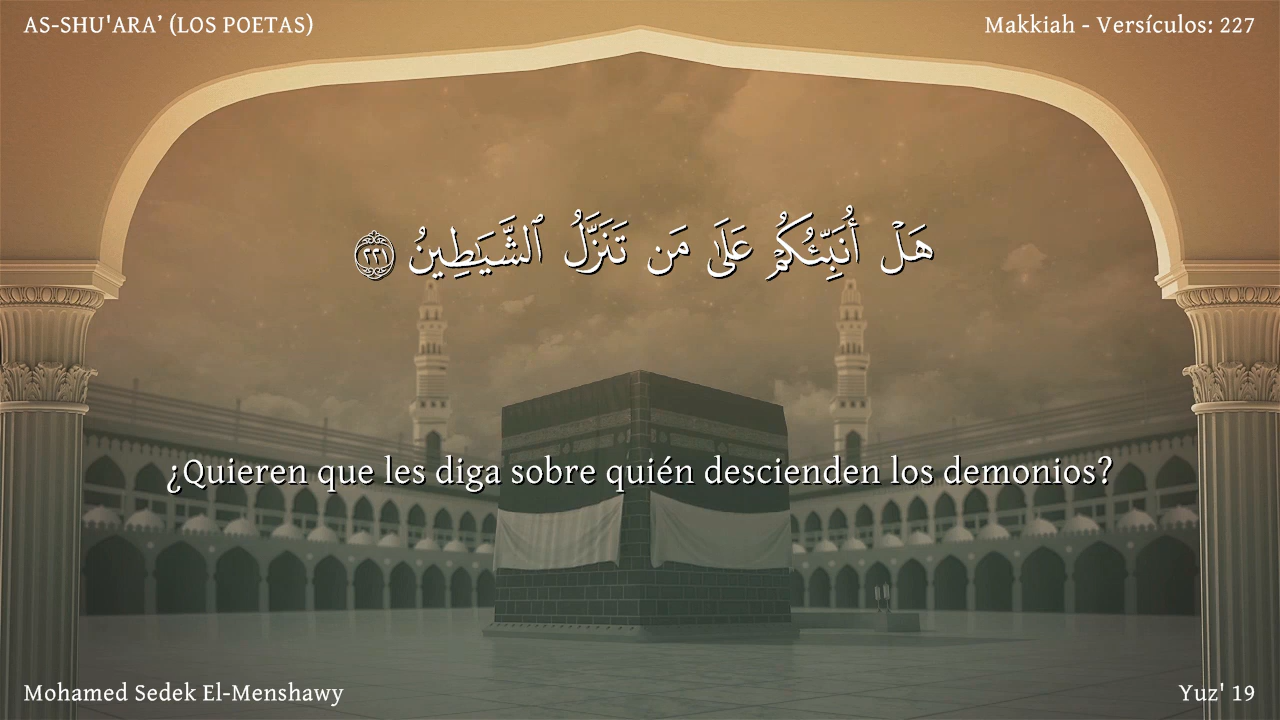 AS-SHU'ARA’ (LOS POETAS)
Makkiah - Versículos: 227
هَلۡ أُنَبِّئُكُمۡ عَلَىٰ مَن تَنَزَّلُ ٱلشَّيَٰطِينُ ٢٢١
¿Quieren que les diga sobre quién descienden los demonios?
Mohamed Sedek El-Menshawy
Yuz' 19